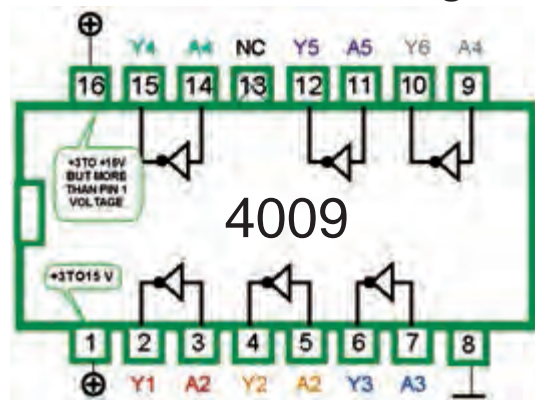 Y4 A4 NC Y5 A5 Y6 A4
16 15 14 13 12 11 10 9
+3TO +15V
BUT MORE
THAN PIN 1
VOLTAGE
4009
+3TO15 V
1 2 3 4 5 6 7 8
Y1 A2 Y2 A2 Y3 A3